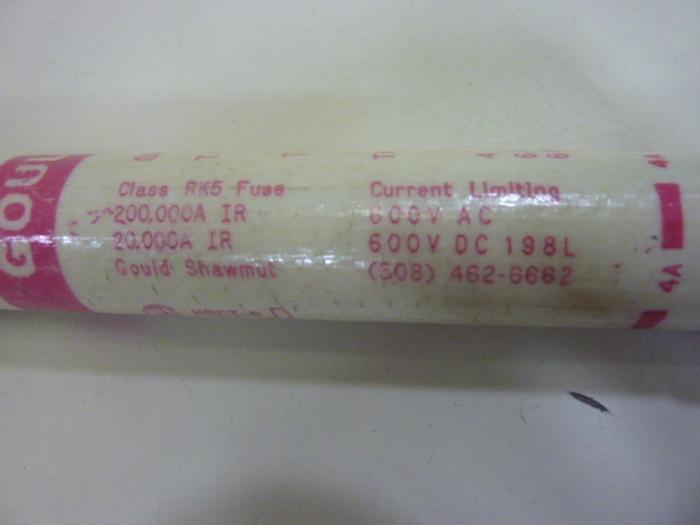 GOUL
Class RK5 Fuse Current Limiting
200,000A IR 600V AC
20,000A IR 600V DC 198L
Gould Shawmut (508) 462-6662
4A